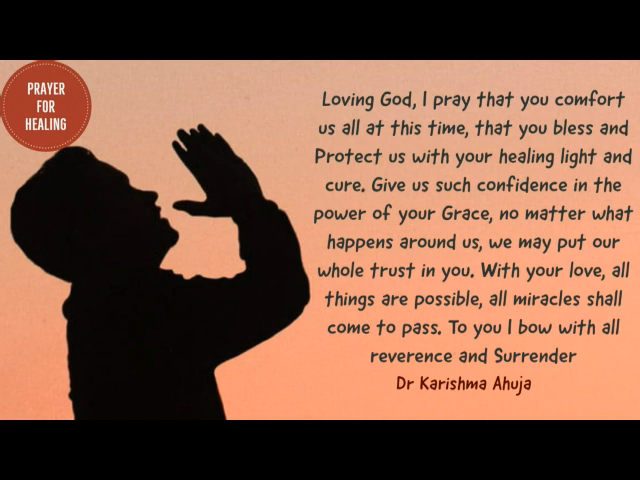 PRAYER
FOR
HEALING
Loving God, I pray that you comfort
us all at this time, that you bless and
Protect us with your healing light and
cure. Give us such confidence in the
power of your Grace, no matter what
happens around us, we may put our
whole trust in you. With your love, all
things are possible, all miracles shall
come to pass. To you I bow with all
reverence and Surrender
Dr Karishma Ahuja